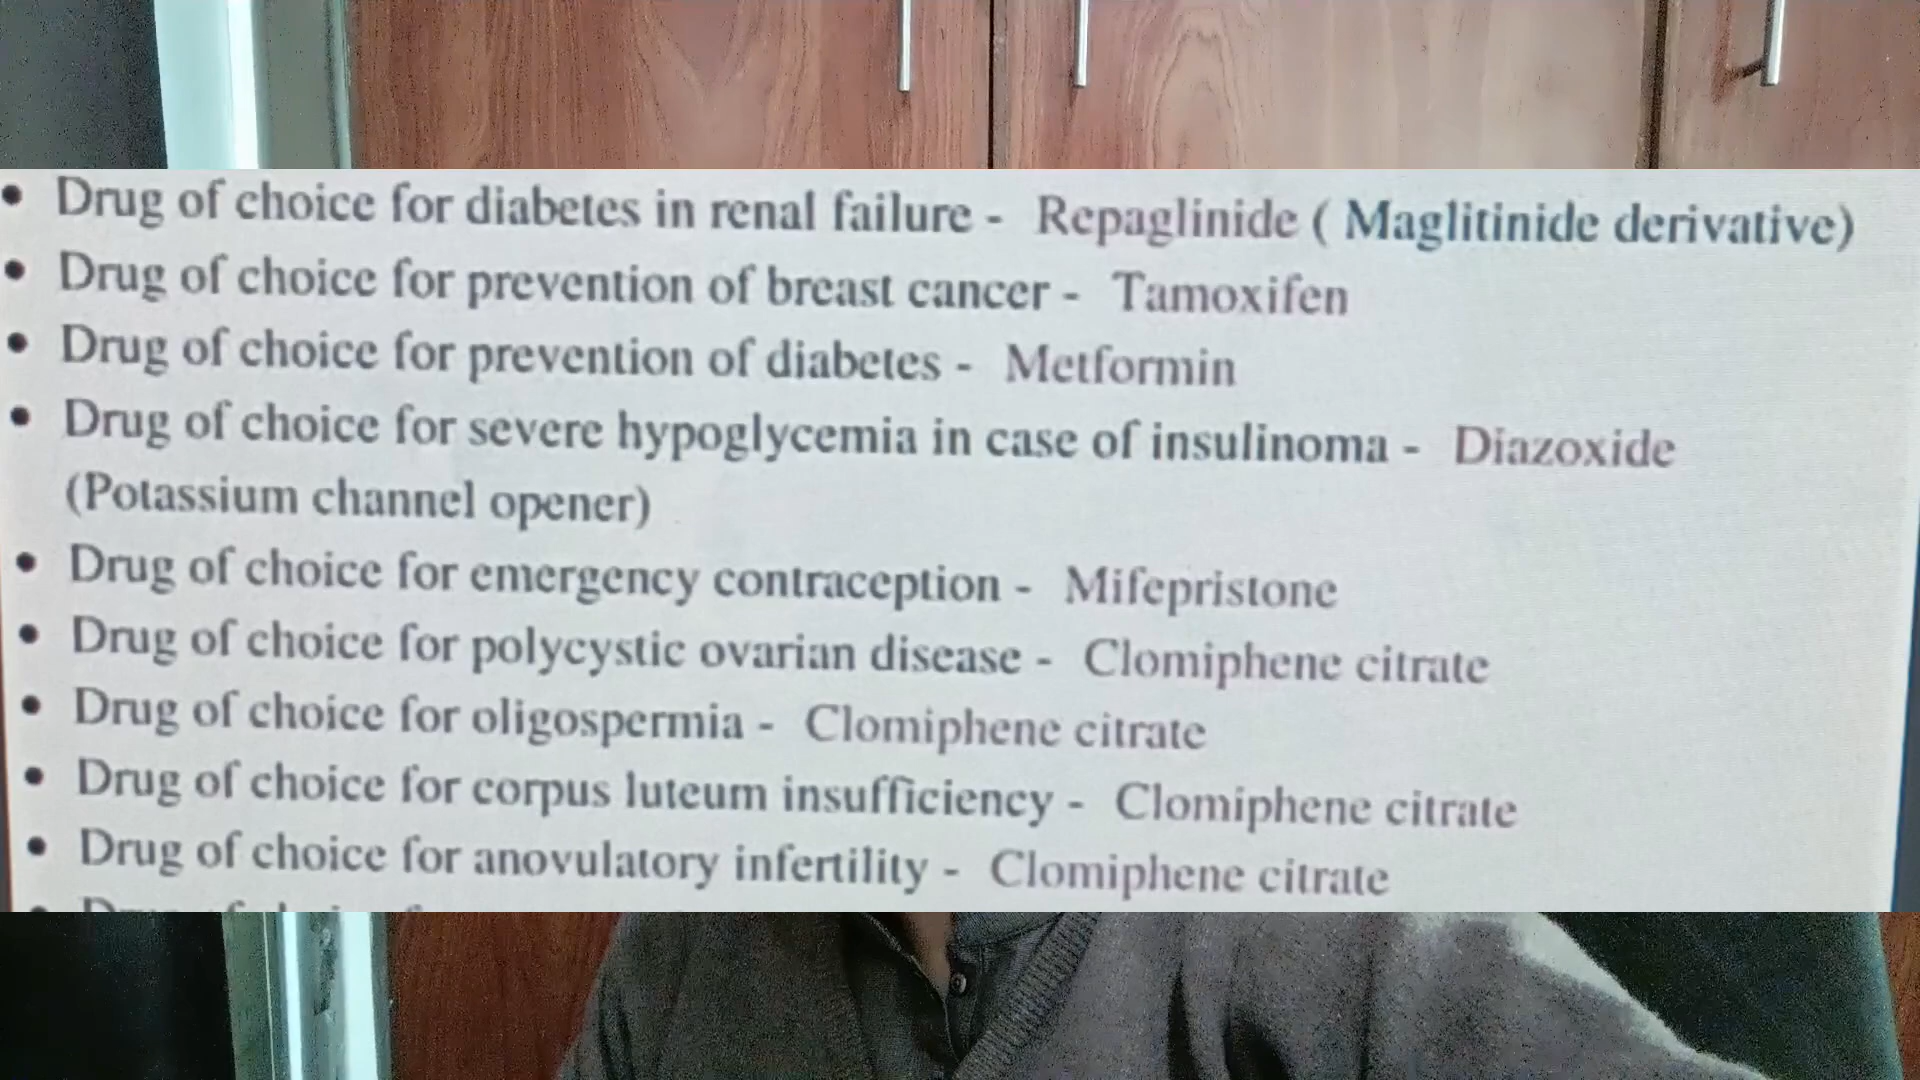 • Drug of choice for diabetes in renal failure - Repaglinide ( Maglitinide derivative)
• Drug of choice for prevention of breast cancer - Tamoxifen
• Drug of choice for prevention of diabetes - Metformin
• Drug of choice for severe hypoglycemia in case of insulinoma - Diazoxide
(Potassium channel opener)
• Drug of choice for emergency contraception - Mifepristone
• Drug of choice for polycystic ovarian disease - Clomiphene citrate
• Drug of choice for oligospermia - Clomiphene citrate
• Drug of choice for corpus luteum insufficiency - Clomiphene citrate
• Drug of choice for anovulatory infertility - Clomiphene citrate